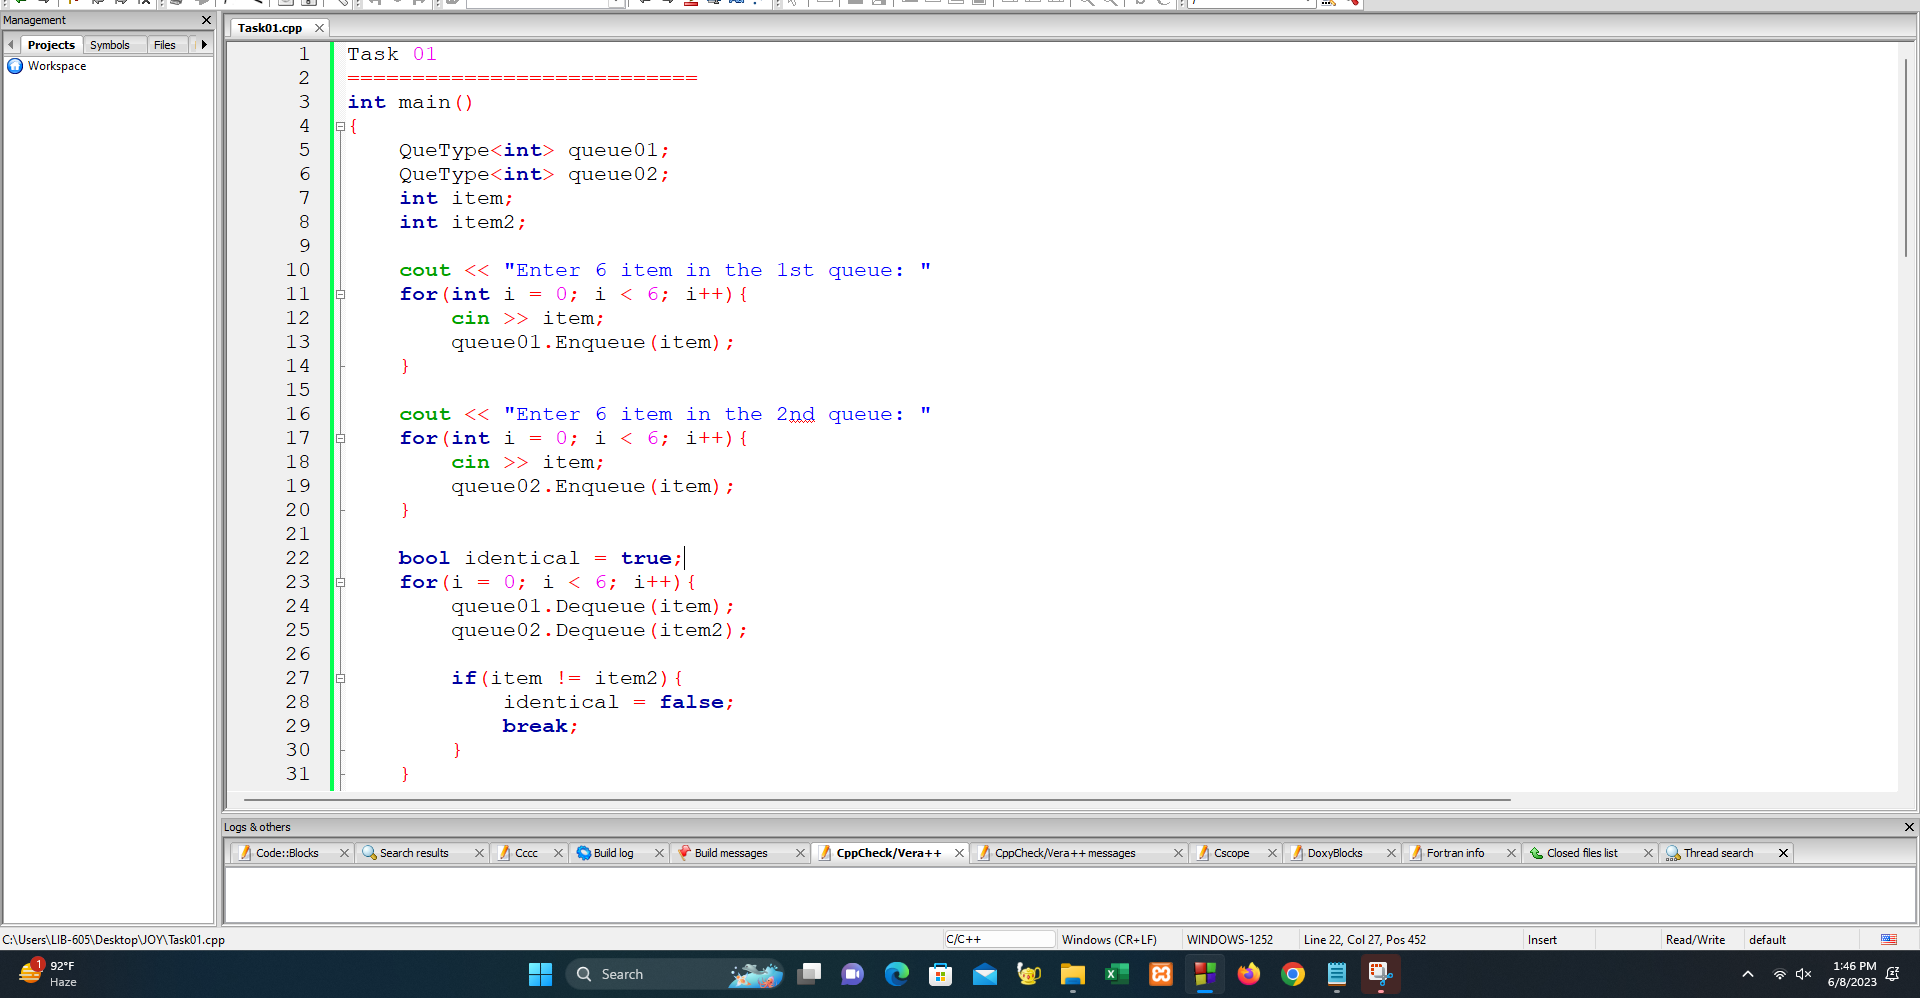 Management
Projects Symbols Files
Workspace
Task01.cpp
1 Task 01
2 ===========================
3 int main()
4 {
5 QueType<int> queue01;
6 QueType<int> queue02;
7 int item;
8 int item2;
9
10 cout << "Enter 6 item in the 1st queue: "
11 for(int i = 0; i < 6; i++){
12 cin >> item;
13 queue01.Enqueue(item);
14 }
15
16 cout << "Enter 6 item in the 2nd queue: "
17 for(int i = 0; i < 6; i++){
18 cin >> item;
19 queue02.Enqueue(item);
20 }
21
22 bool identical = true;
23 for(i = 0; i < 6; i++){
24 queue01.Dequeue(item);
25 queue02.Dequeue(item2);
26
27 if(item != item2){
28 identical = false;
29 break;
30 }
31 }
Logs & others
Code::Blocks Search results Cccc Build log Build messages CppCheck/Vera++ CppCheck/Vera++ messages Cscope DoxyBlocks Fortran info Closed files list Thread search
C:\Users\LIB-605\Desktop\JOY\Task01.cpp C/C++ Windows (CR+LF) WINDOWS-1252 Line 22, Col 27, Pos 452 Insert Read/Write default
1 92°F
Haze
Search
1:46 PM
6/8/2023